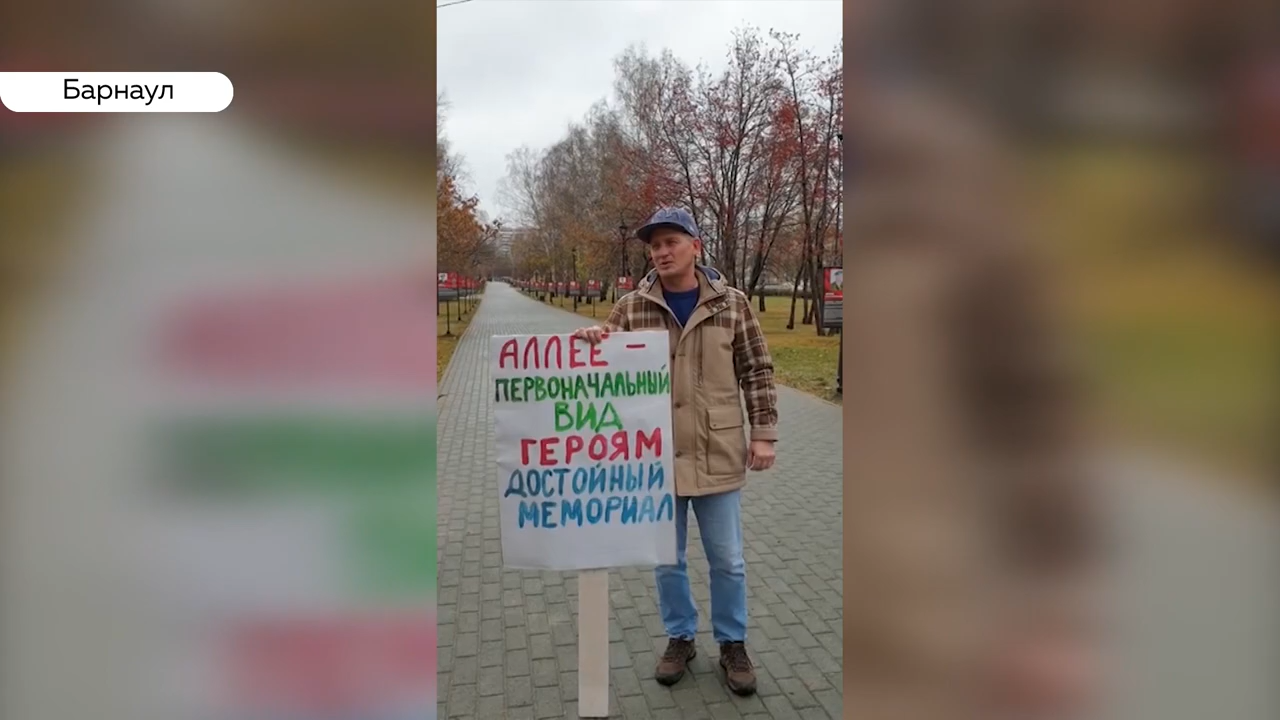 Барнаул
АЛЛЕЕ –
ПЕРВОНАЧАЛЬНЫЙ
ВИД
ГЕРОЯМ
ДОСТОЙНЫЙ
МЕМОРИАЛ